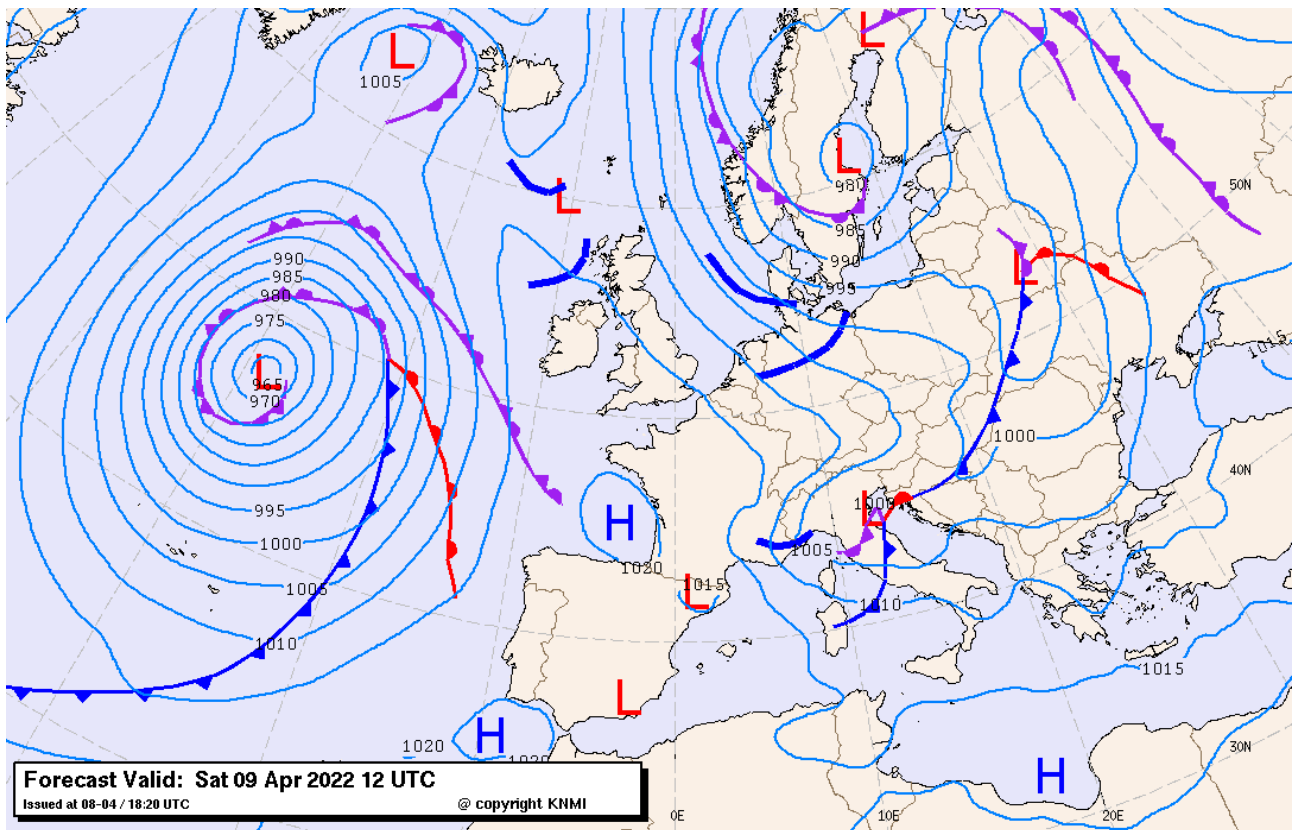 L
L
1005
L
50N
L
980
L
985
990
995
L
990
985
980
975
L
965
970
1015
1000
40N
995
L
1005
H
1000
1005
1020
L
1015
1005
1010
1010
1015
L
H
1020
1020
30N
H
Forecast Valid: Sat 09 Apr 2022 12 UTC
Issued at 08-04 / 18:20 UTC
@ copyright KNMI
0E
10E
20E